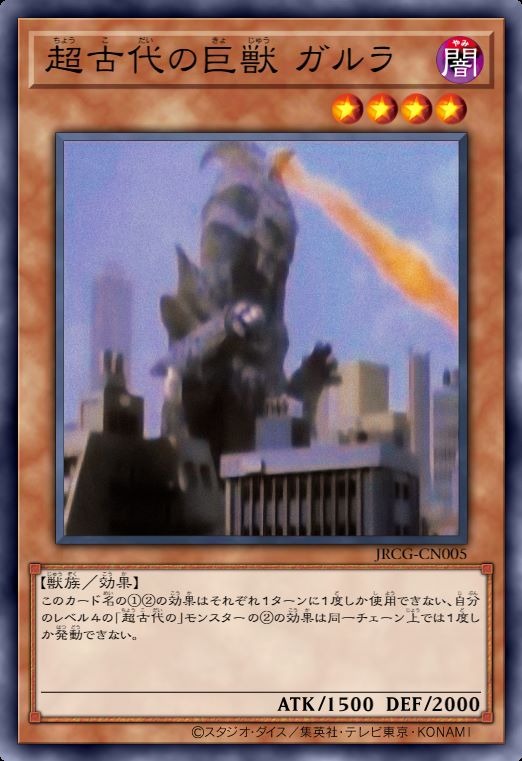 超古代の巨獣 ガルラ
闇
JRCG-CN005
【獣族／効果】
このカード名の①②の効果はそれぞれ１ターンに１度しか使用できない、自分
のレベル４の「超古代の」モンスターの②の効果は同一チェーン上では１度し
か発動できない。
ATK/1500 DEF/2000
©スタジオ・ダイス／集英社・テレビ東京・KONAMI